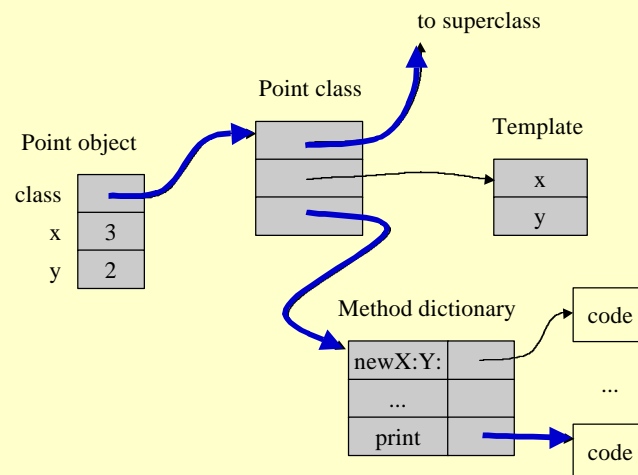 to superclass
Point class
Template
Point object
class
x
x 3
y
y 2
Method dictionary
code
newX:Y:
...
...
print
code